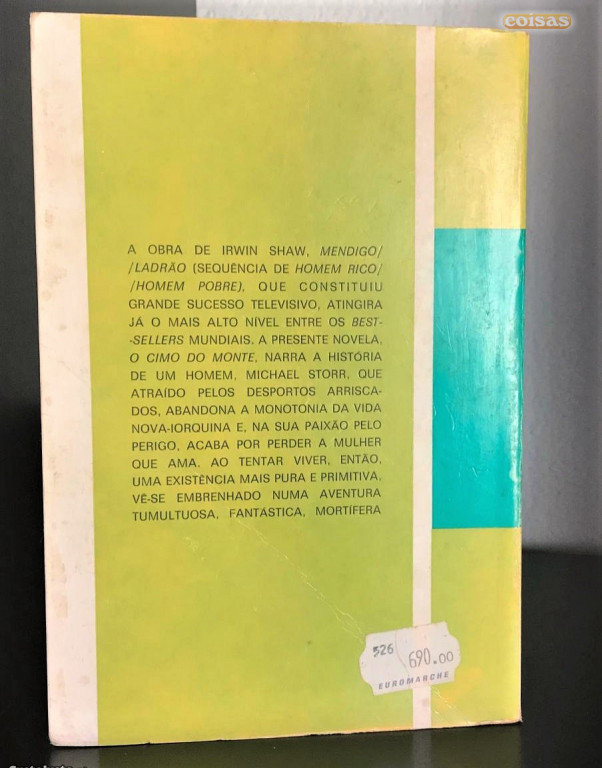 coisas
A OBRA DE IRWIN SHAW, MENDIGO/
/LADRÃO (SEQUÊNCIA DE HOMEM RICO/
/HOMEM POBRE), QUE CONSTITUIU
GRANDE SUCESSO TELEVISIVO, ATINGIRA
JÁ O MAIS ALTO NÍVEL ENTRE OS BEST-
-SELLERS MUNDIAIS. A PRESENTE NOVELA,
O CIMO DO MONTE, NARRA A HISTÓRIA
DE UM HOMEM, MICHAEL STORR, QUE
ATRAÍDO PELOS DESPORTOS ARRISCA-
DOS, ABANDONA A MONOTONIA DA VIDA
NOVA-IORQUINA E, NA SUA PAIXÃO PELO
PERIGO, ACABA POR PERDER A MULHER
QUE AMA. AO TENTAR VIVER, ENTÃO,
UMA EXISTÊNCIA MAIS PURA E PRIMITIVA,
VÊ-SE EMBRENHADO NUMA AVENTURA
TUMULTUOSA, FANTÁSTICA, MORTÍFERA
526 690.00
EUROMARCHE